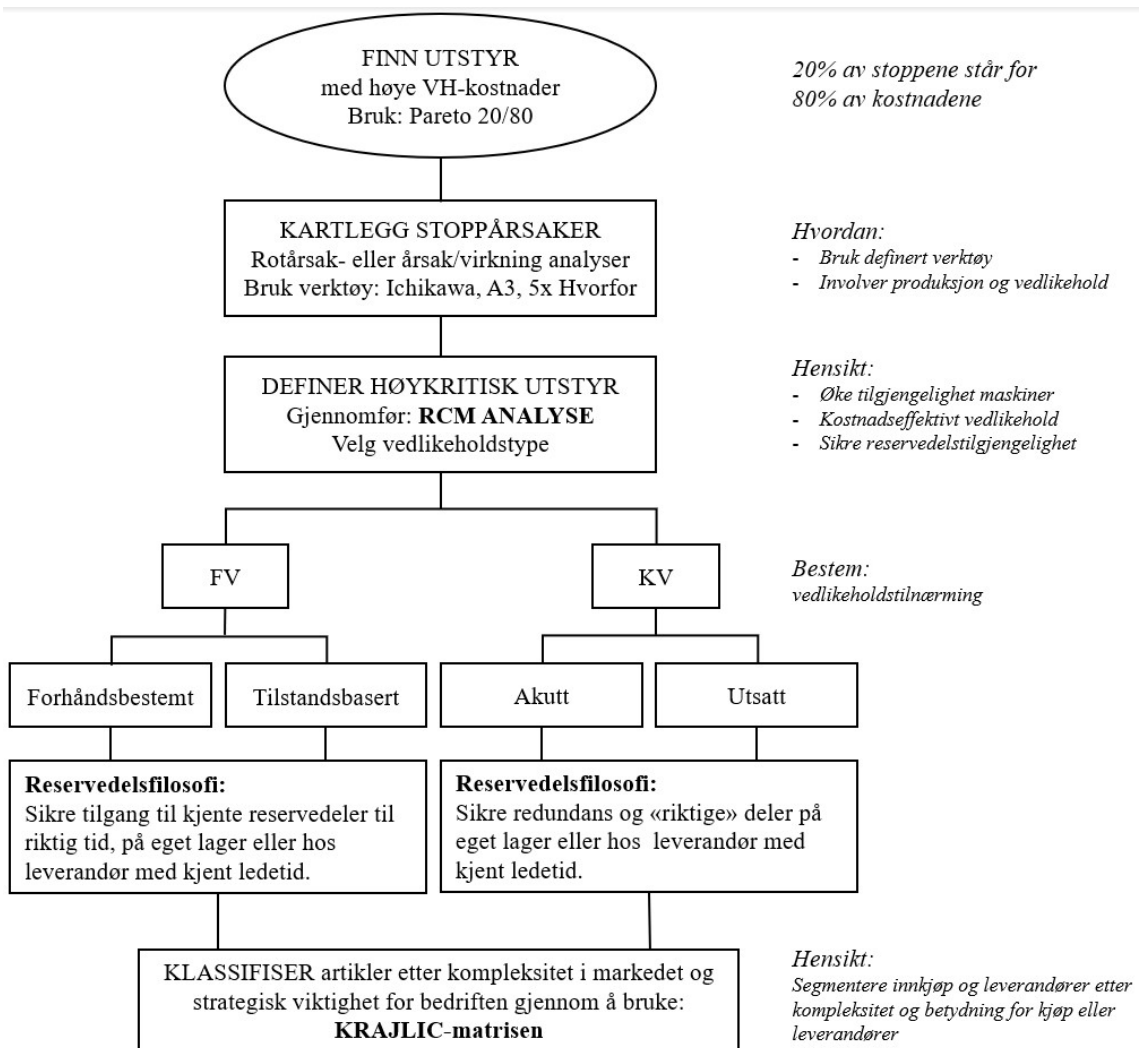 FINN UTSTYR
med høye VH-kostnader
Bruk: Pareto 20/80
20% av stoppene står for
80% av kostnadene
KARTLEGG STOPPÅRSAKER
Rotårsak- eller årsak/virkning analyser
Bruk verktøy: Ichikawa, A3, 5x Hvorfor
Hvordan:
- Bruk definert verktøy
- Involver produksjon og vedlikehold
DEFINER HØYKRITISK UTSTYR
Gjennomfør: RCM ANALYSE
Velg vedlikeholdstype
Hensikt:
- Øke tilgjengelighet maskiner
- Kostnadseffektivt vedlikehold
- Sikre reservedelstilgjengelighet
FV
KV
Bestem:
vedlikeholdstilnærming
Forhåndsbestemt
Tilstandsbasert
Akutt
Utsatt
Reservedelsfilosofi:
Sikre tilgang til kjente reservedeler til
riktig tid, på eget lager eller hos
leverandør med kjent ledetid.
Reservedelsfilosofi:
Sikre redundans og «riktige» deler på
eget lager eller hos leverandør med
kjent ledetid.
KLASSIFISER artikler etter kompleksitet i markedet og
strategisk viktighet for bedriften gjennom å bruke:
KRAJLIC-matrisen
Hensikt:
Segmentere innkjøp og leverandører etter
kompleksitet og betydning for kjøp eller
leverandører